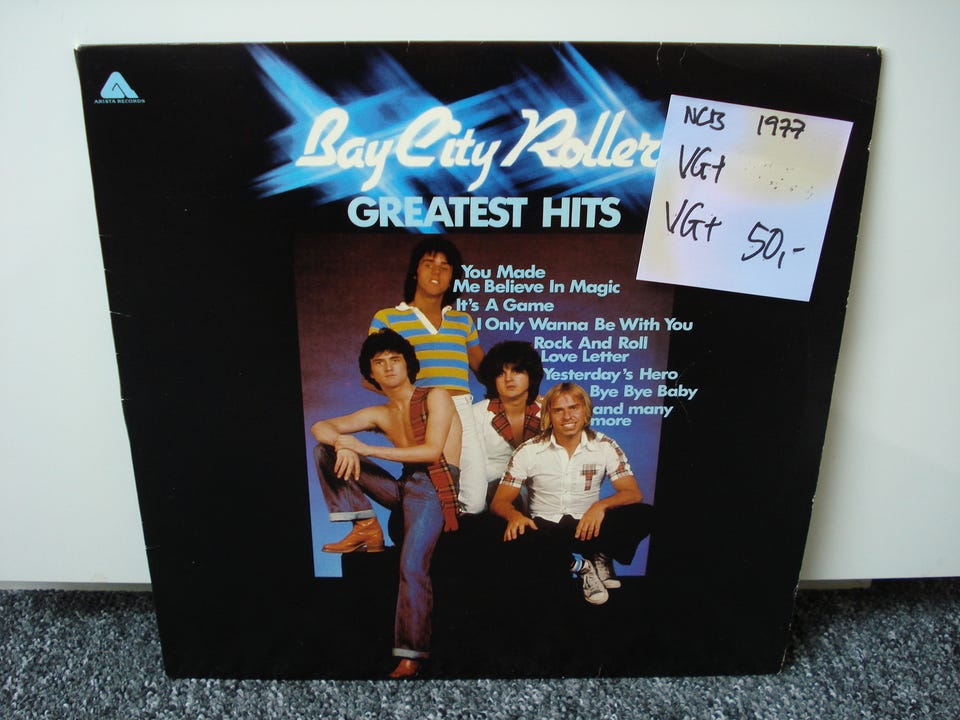 ARISTA RECORDS
Bay City Roller
GREATEST HITS
You Made
Me Believe In Magic
It's A Game
I Only Wanna Be With You
Rock And Roll
Love Letter
Yesterday's Hero
Bye Bye Baby
and many
more
NCB 1977
VG+
VG+ 50,-